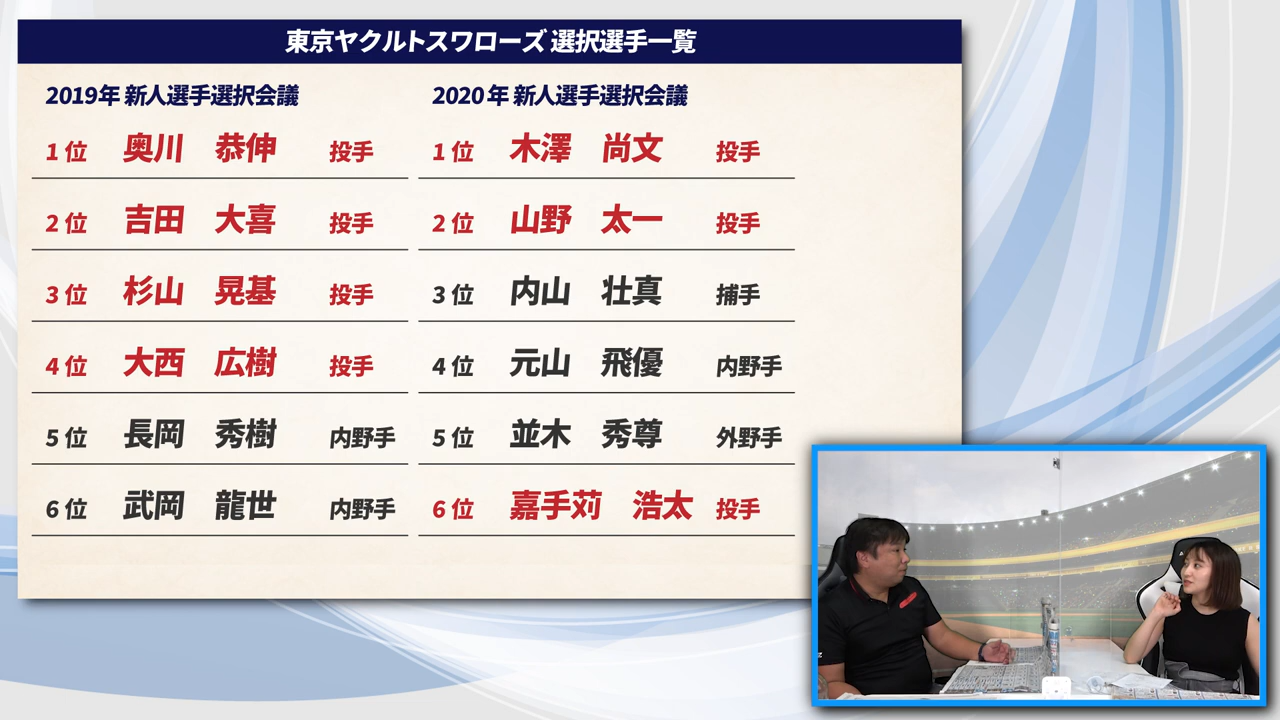 東京ヤクルトスワローズ 選択選手一覧
2019年 新人選手選択会議
1位 奥川 恭伸 投手
2位 吉田 大喜 投手
3位 杉山 晃基 投手
4位 大西 広樹 投手
5位 長岡 秀樹 内野手
6位 武岡 龍世 内野手
2020年 新人選手選択会議
1位 木澤 尚文 投手
2位 山野 太一 投手
3位 内山 壮真 捕手
4位 元山 飛優 内野手
5位 並木 秀尊 外野手
6位 嘉手苅 浩太 投手